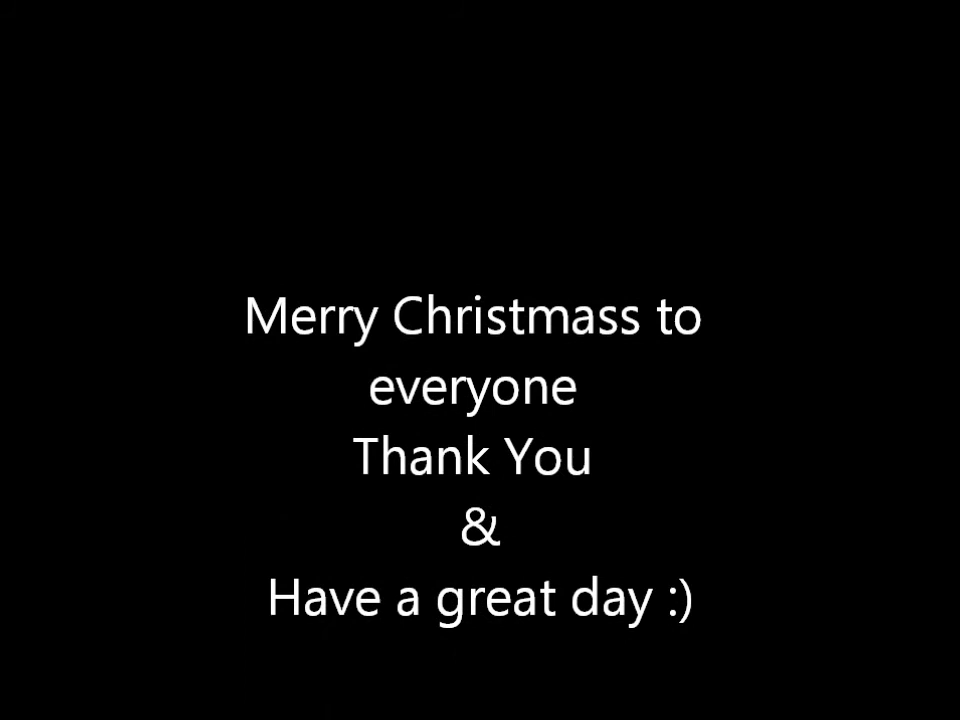 Merry Christmass to
everyone
Thank You
&
Have a great day :)